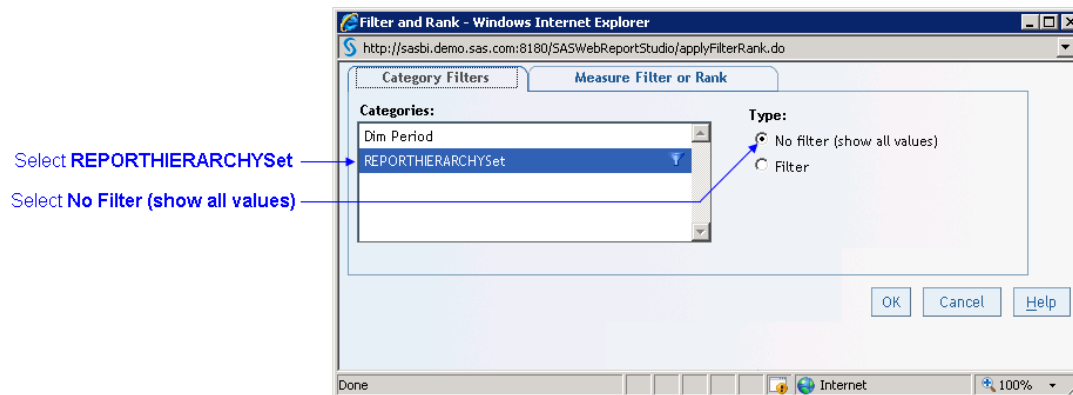 Filter and Rank - Windows Internet Explorer
http://sasbi.demo.sas.com:8180/SASWebReportStudio/applyFilterRank.do
Category Filters
Measure Filter or Rank
Categories:
Type:
Dim Period
No filter (show all values)
Select REPORTHIERARCHYSet
REPORTHIERARCHYSet
Filter
Select No Filter (show all values)
OK
Cancel
Help
Done
Internet
100%